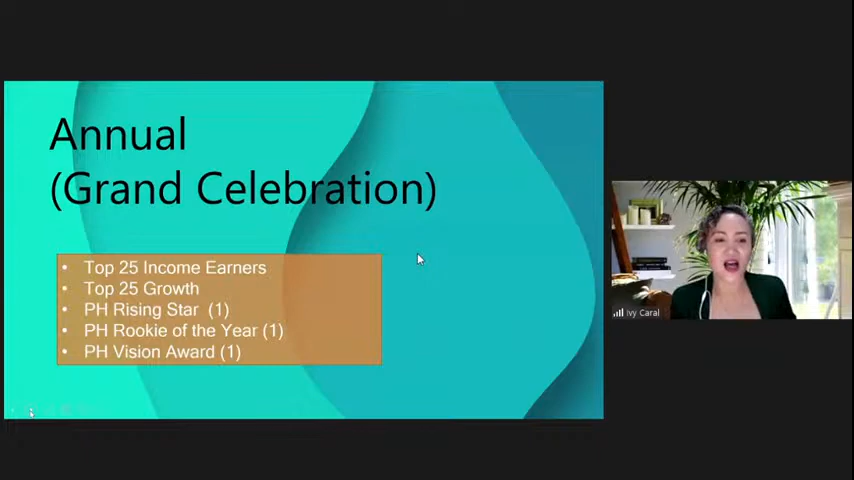 Annual
(Grand Celebration)
• Top 25 Income Earners
• Top 25 Growth
• PH Rising Star (1)
• PH Rookie of the Year (1)
• PH Vision Award (1)
Ivy Caral